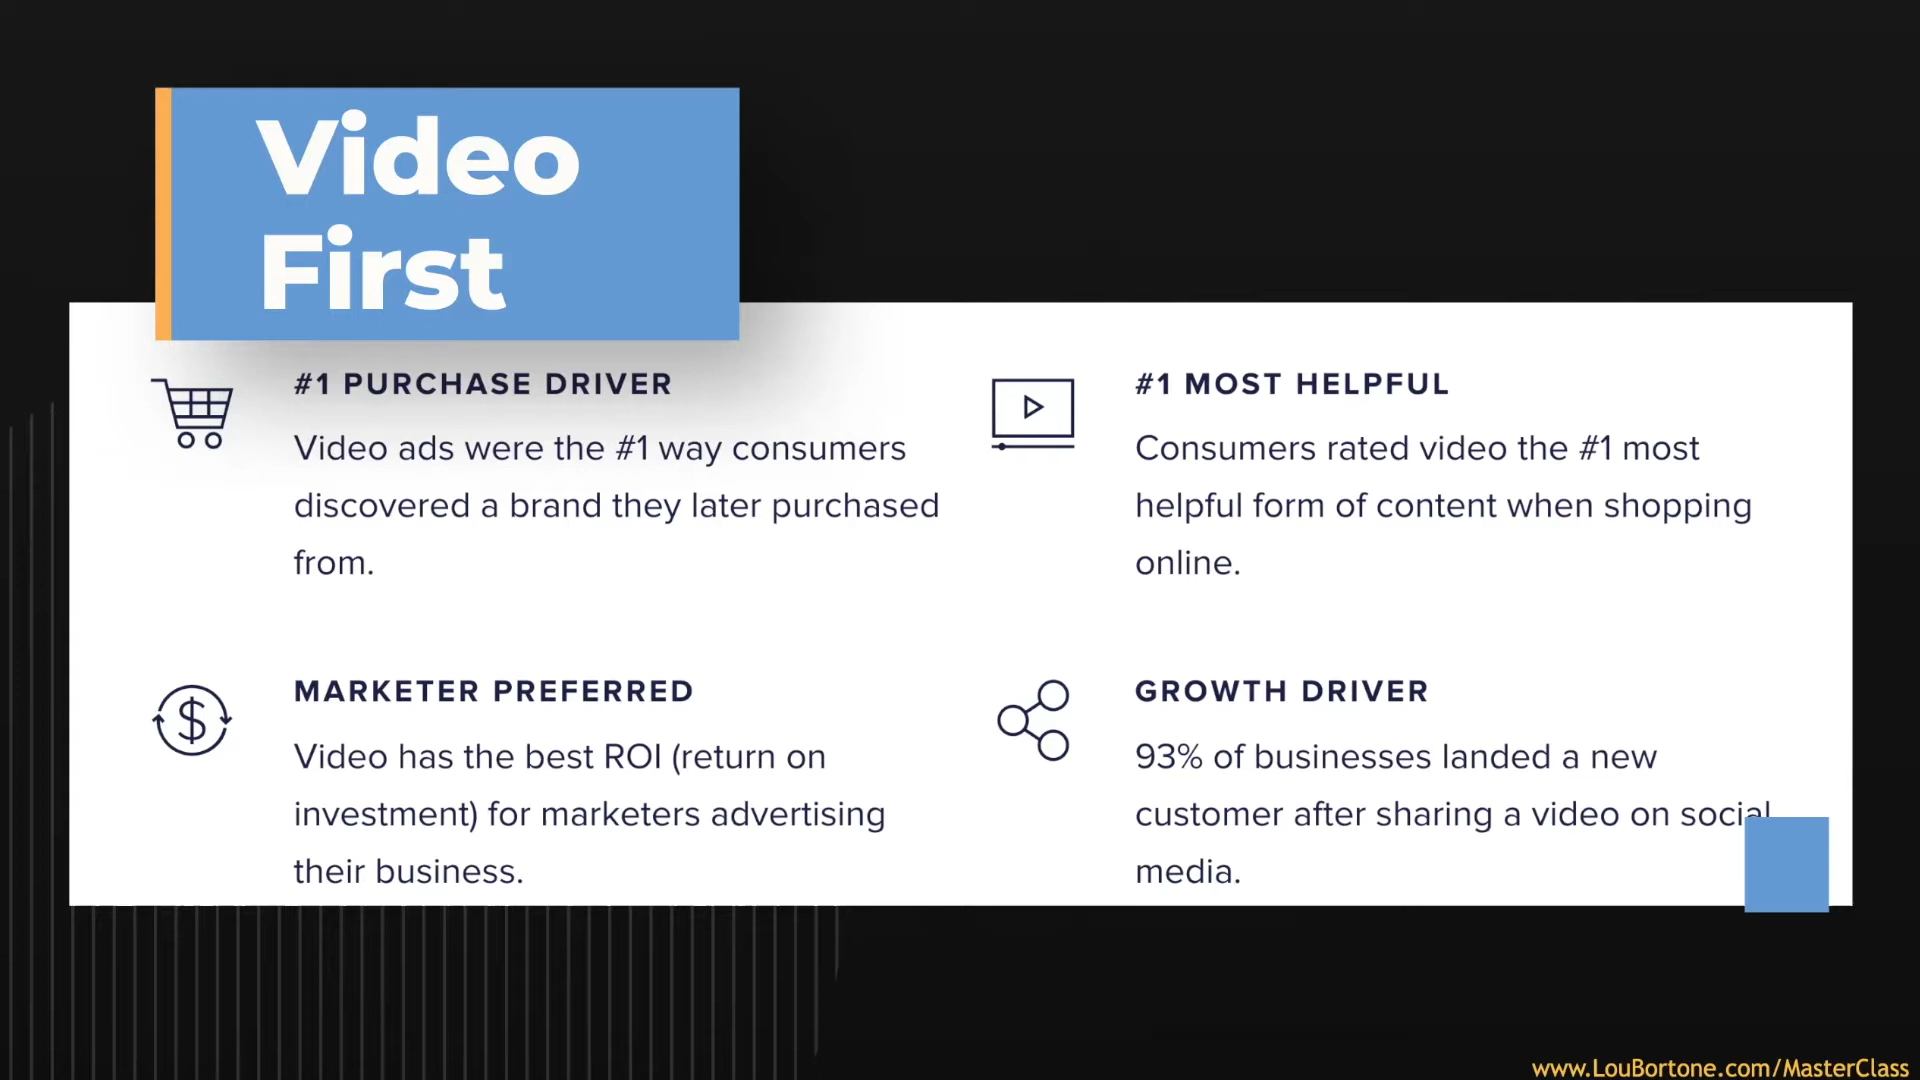 Video
First
#1 PURCHASE DRIVER
Video ads were the #1 way consumers
discovered a brand they later purchased
from.
#1 MOST HELPFUL
Consumers rated video the #1 most
helpful form of content when shopping
online.
MARKETER PREFERRED
Video has the best ROI (return on
investment) for marketers advertising
their business.
GROWTH DRIVER
93% of businesses landed a new
customer after sharing a video on social
media.
www.LouBortone.com/MasterClass